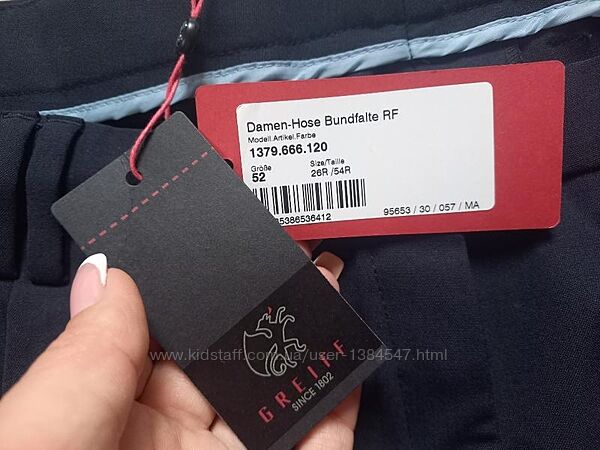 Damen-Hose Bundfalte RF
Modell.Artikel.Farbe
1379.666.120
Größe Size/Taille
52 26R /54R
5386536412
95653 / 30 / 057 / MA
www.kidstaff.com.ua/user-1384547.html
GREIFF
SINCE 1802